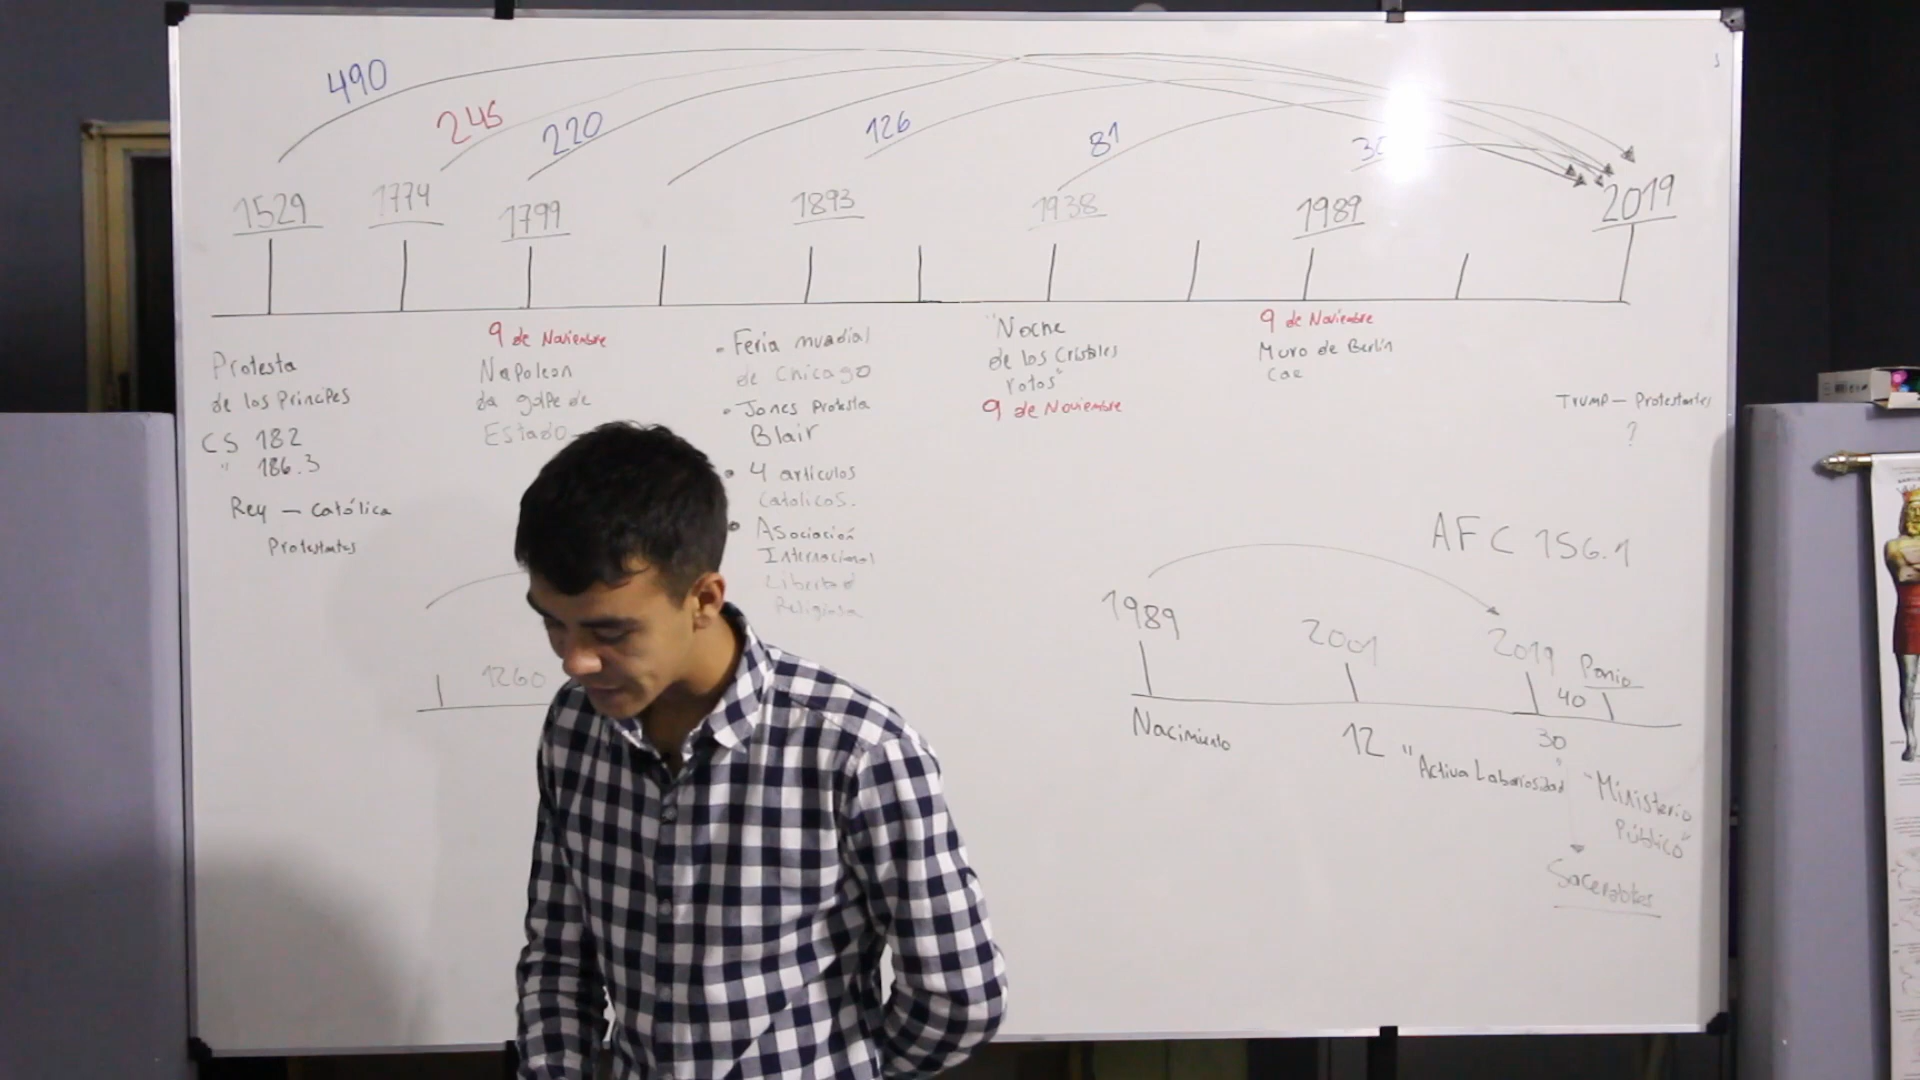 490
245
220
126
81
1529
1774
1799
1893
1938
1989
2019
Protesta
de los Principes
CS 182
" 186.3
Rey — Católica
Protestantes
9 de Noviembre
Napoleon
da golpe de
Estado
- Feria mundial
de Chicago
• Jones Protesta
Blair
• 4 artículos
Catolicos.
• Asociación
Internacional
Libertad
Religiosa
"Noche
de los Cristales
rotos"
9 de Noviembre
9 de Noviembre
Muro de Berlín
Cae
Trump — Protestantes
?
1260
AFC 156.1
1989
2001
2019
Panio
40
Nacimiento
12
30
"Activa Laboriosidad
"Ministerio
Público"
Sacerdotes